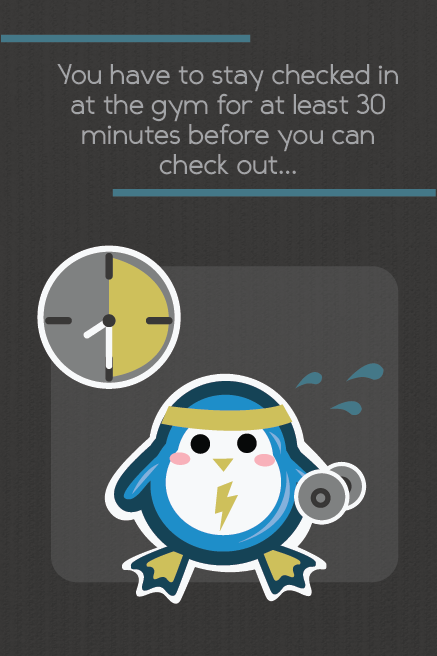 You have to stay checked in
at the gym for at least 30
minutes before you can
check out...